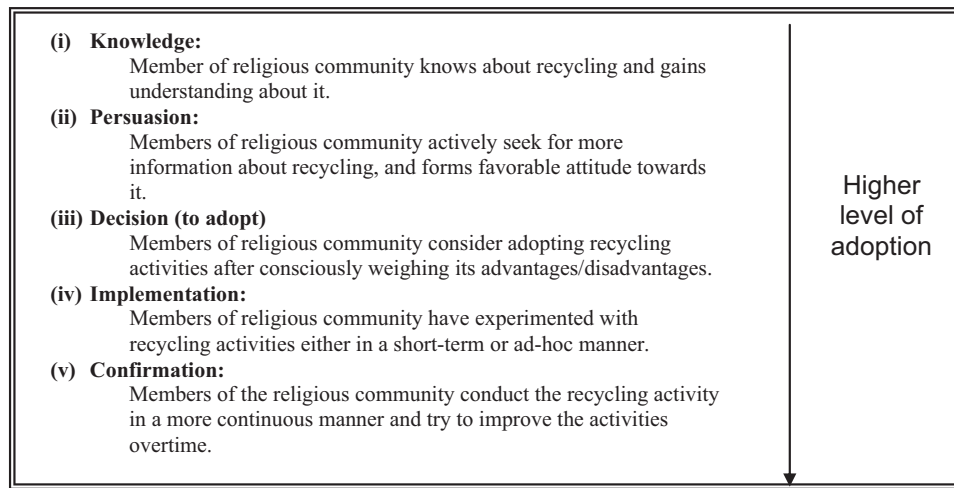 (i) Knowledge:
Member of religious community knows about recycling and gains
understanding about it.
(ii) Persuasion:
Members of religious community actively seek for more
information about recycling, and forms favorable attitude towards
it.
(iii) Decision (to adopt)
Members of religious community consider adopting recycling
activities after consciously weighing its advantages/disadvantages.
(iv) Implementation:
Members of religious community have experimented with
recycling activities either in a short-term or ad-hoc manner.
(v) Confirmation:
Members of the religious community conduct the recycling activity
in a more continuous manner and try to improve the activities
overtime.
Higher
level of
adoption